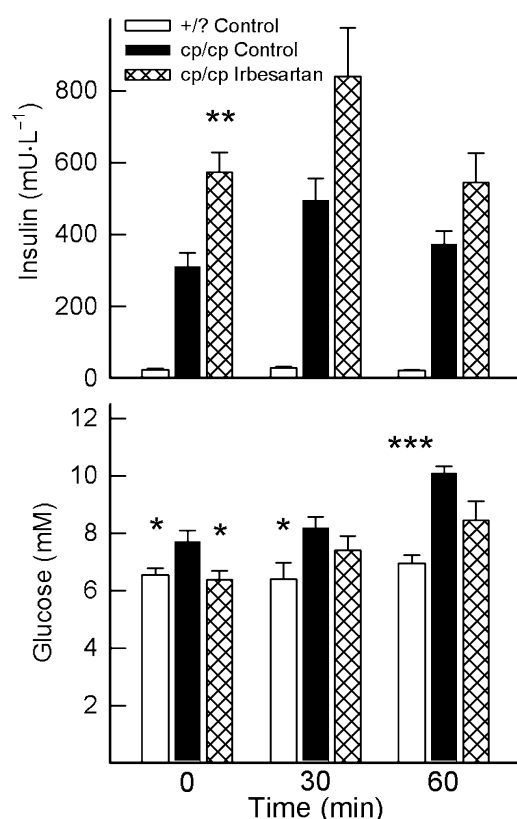 +/? Control
cp/cp Control
cp/cp Irbesartan
Insulin (mU·L⁻¹)
800
600
400
200
0
**
Glucose (mM)
12
10
8
6
4
2
* * * ***
0 30 60
Time (min)